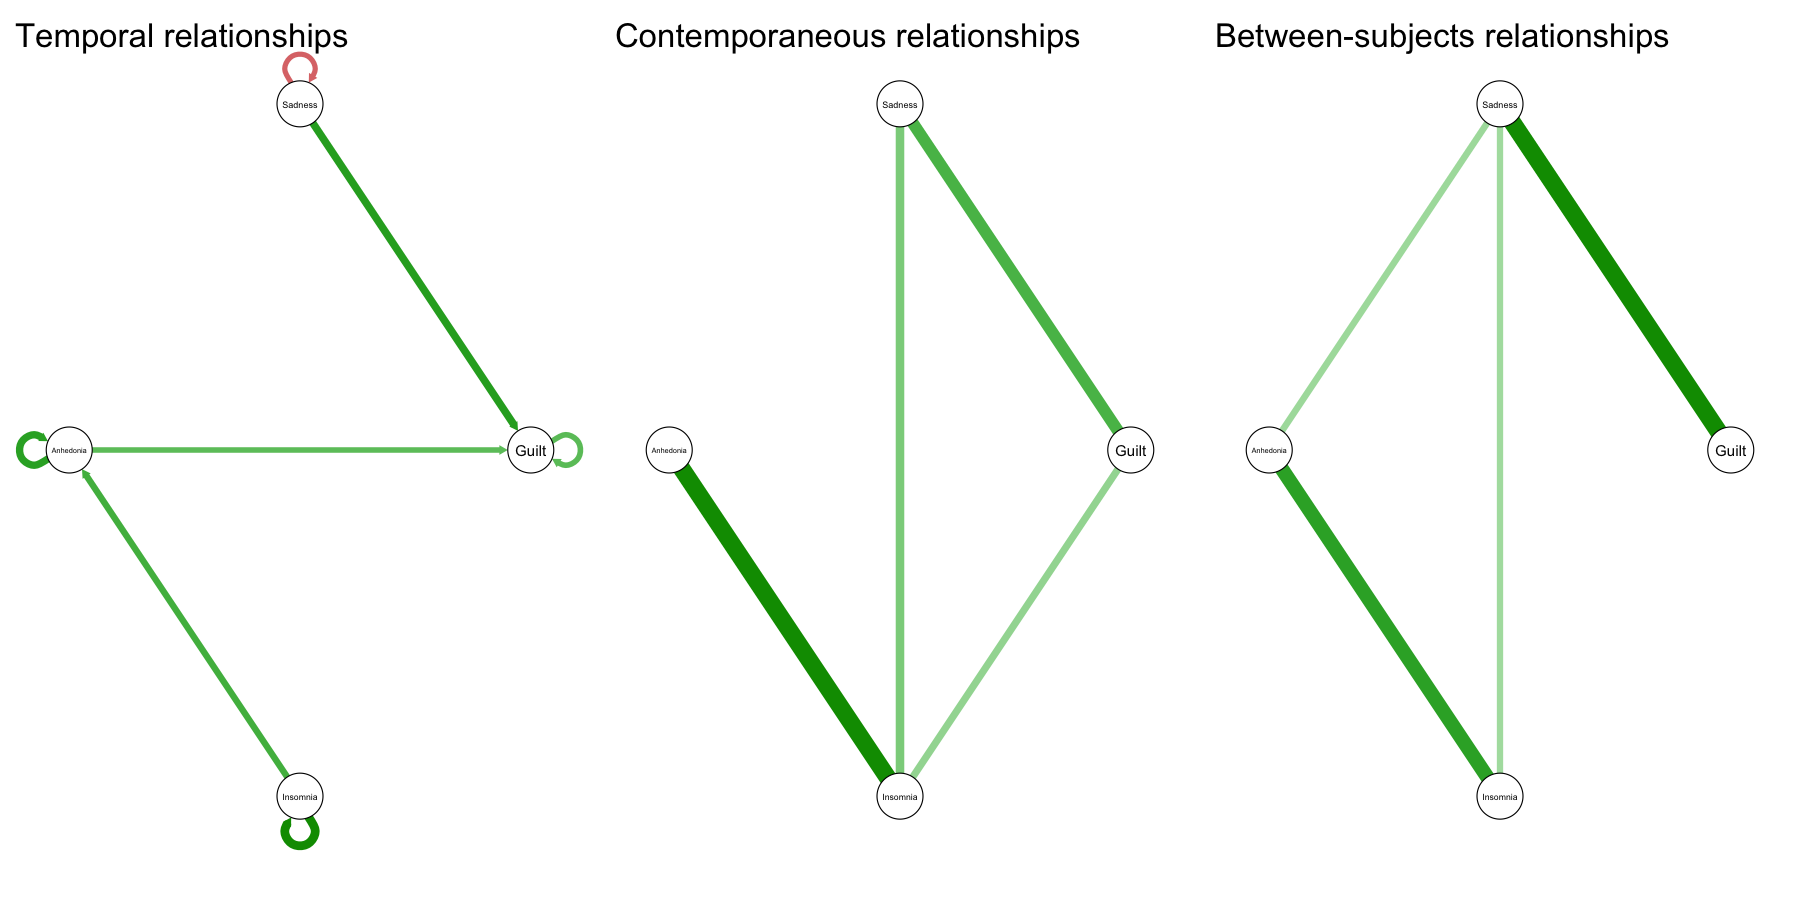 Temporal relationships
Sadness
Anhedonia
Guilt
Insomnia
Contemporaneous relationships
Sadness
Anhedonia
Guilt
Insomnia
Between-subjects relationships
Sadness
Anhedonia
Guilt
Insomnia